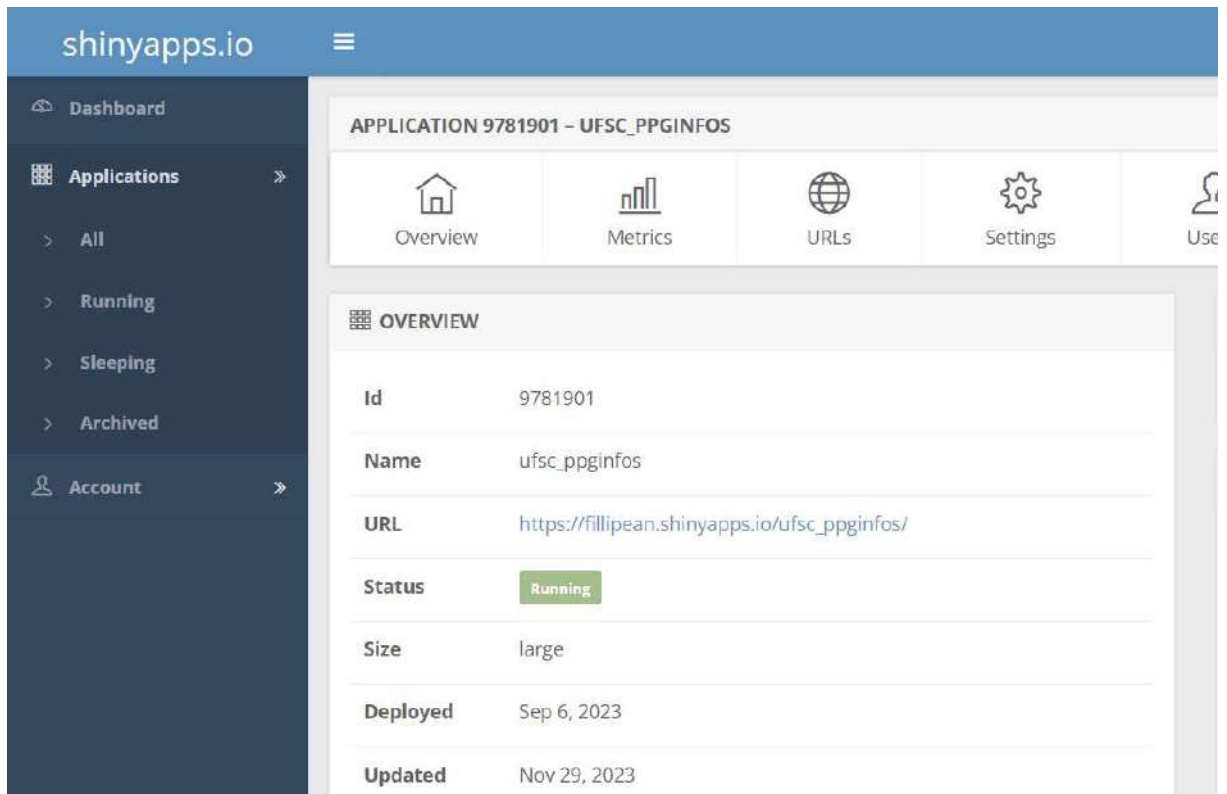 shinyapps.io
Dashboard
Applications
All
Running
Sleeping
Archived
Account
APPLICATION 9781901 – UFSC_PPGINFOS
Overview Metrics URLs Settings
OVERVIEW
Id 9781901
Name ufsc_ppginfos
URL https://fillipean.shinyapps.io/ufsc_ppginfos/
Status Running
Size large
Deployed Sep 6, 2023
Updated Nov 29, 2023